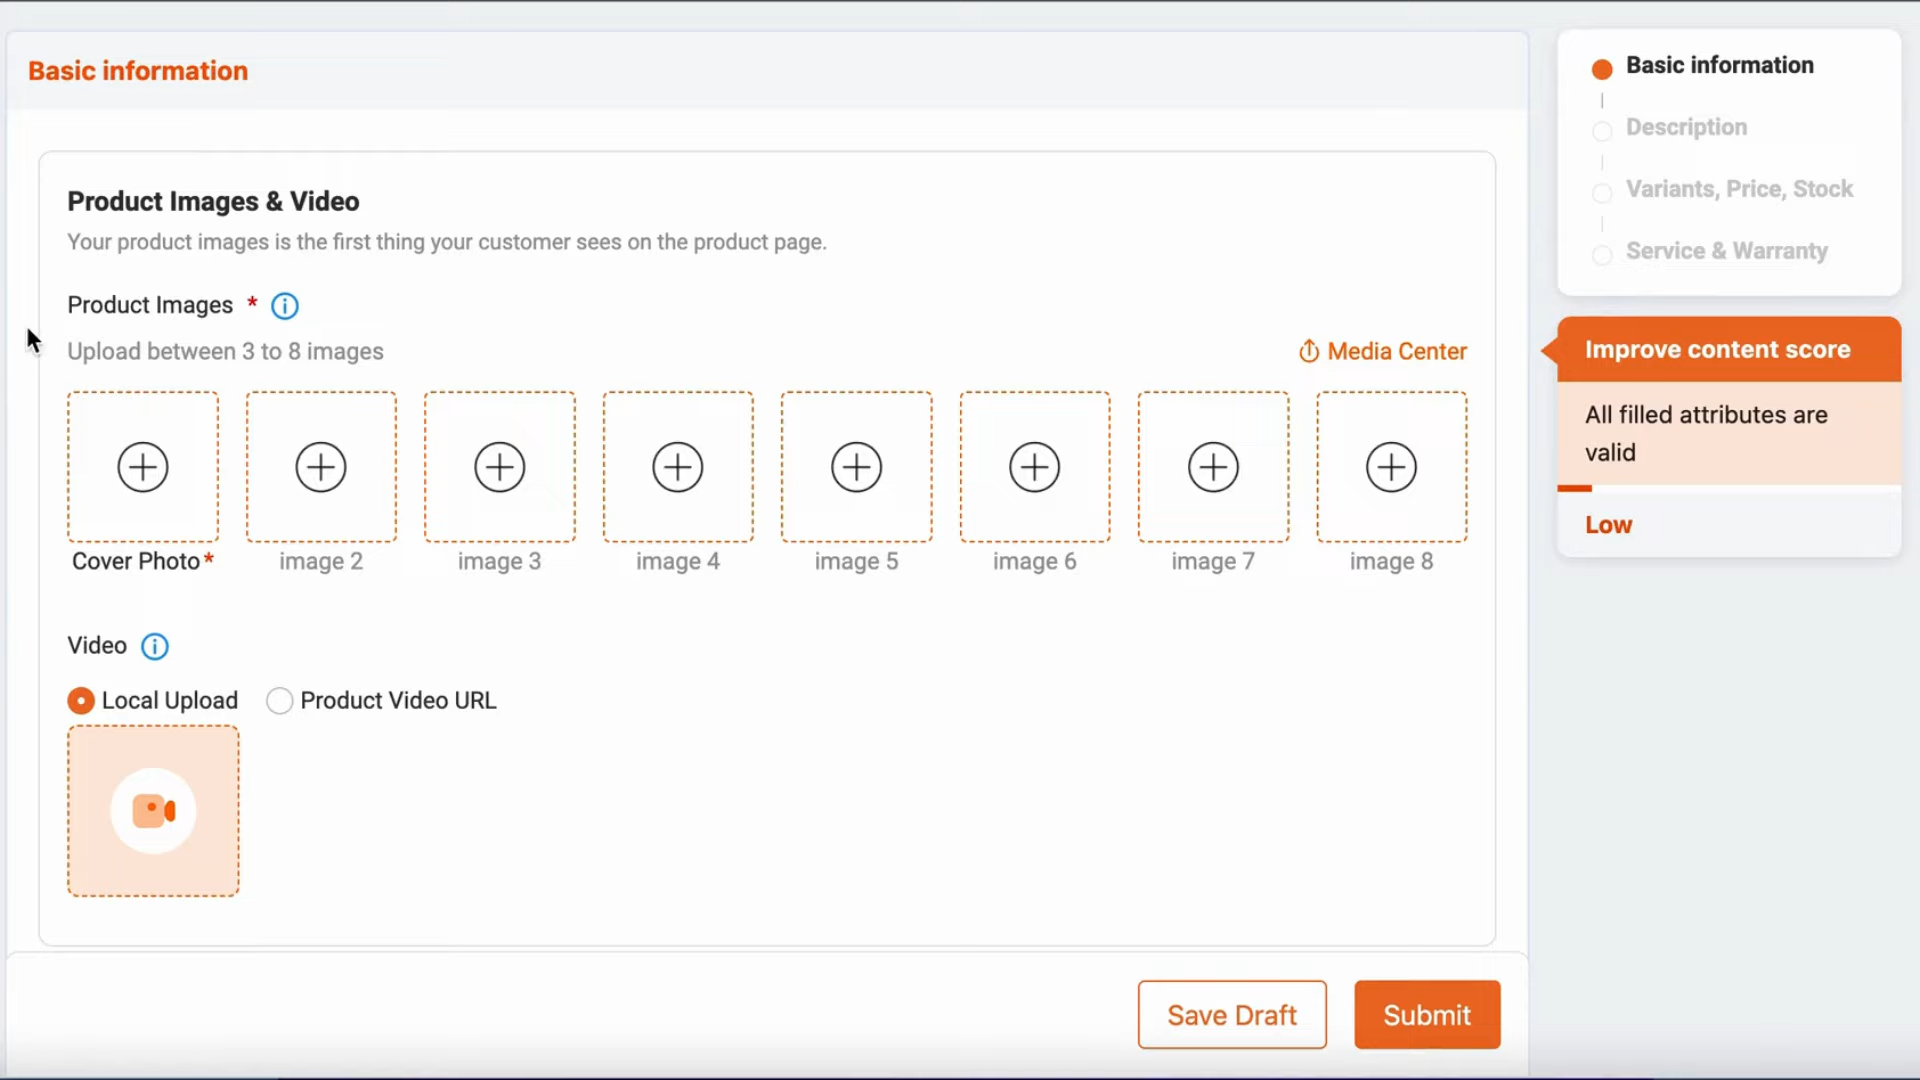 Basic information
Product Images & Video
Your product images is the first thing your customer sees on the product page.
Product Images *
Upload between 3 to 8 images
Media Center
Cover Photo*
image 2
image 3
image 4
image 5
image 6
image 7
image 8
Video
Local Upload
Product Video URL
Save Draft
Submit
Basic information
Description
Variants, Price, Stock
Service & Warranty
Improve content score
All filled attributes are
valid
Low